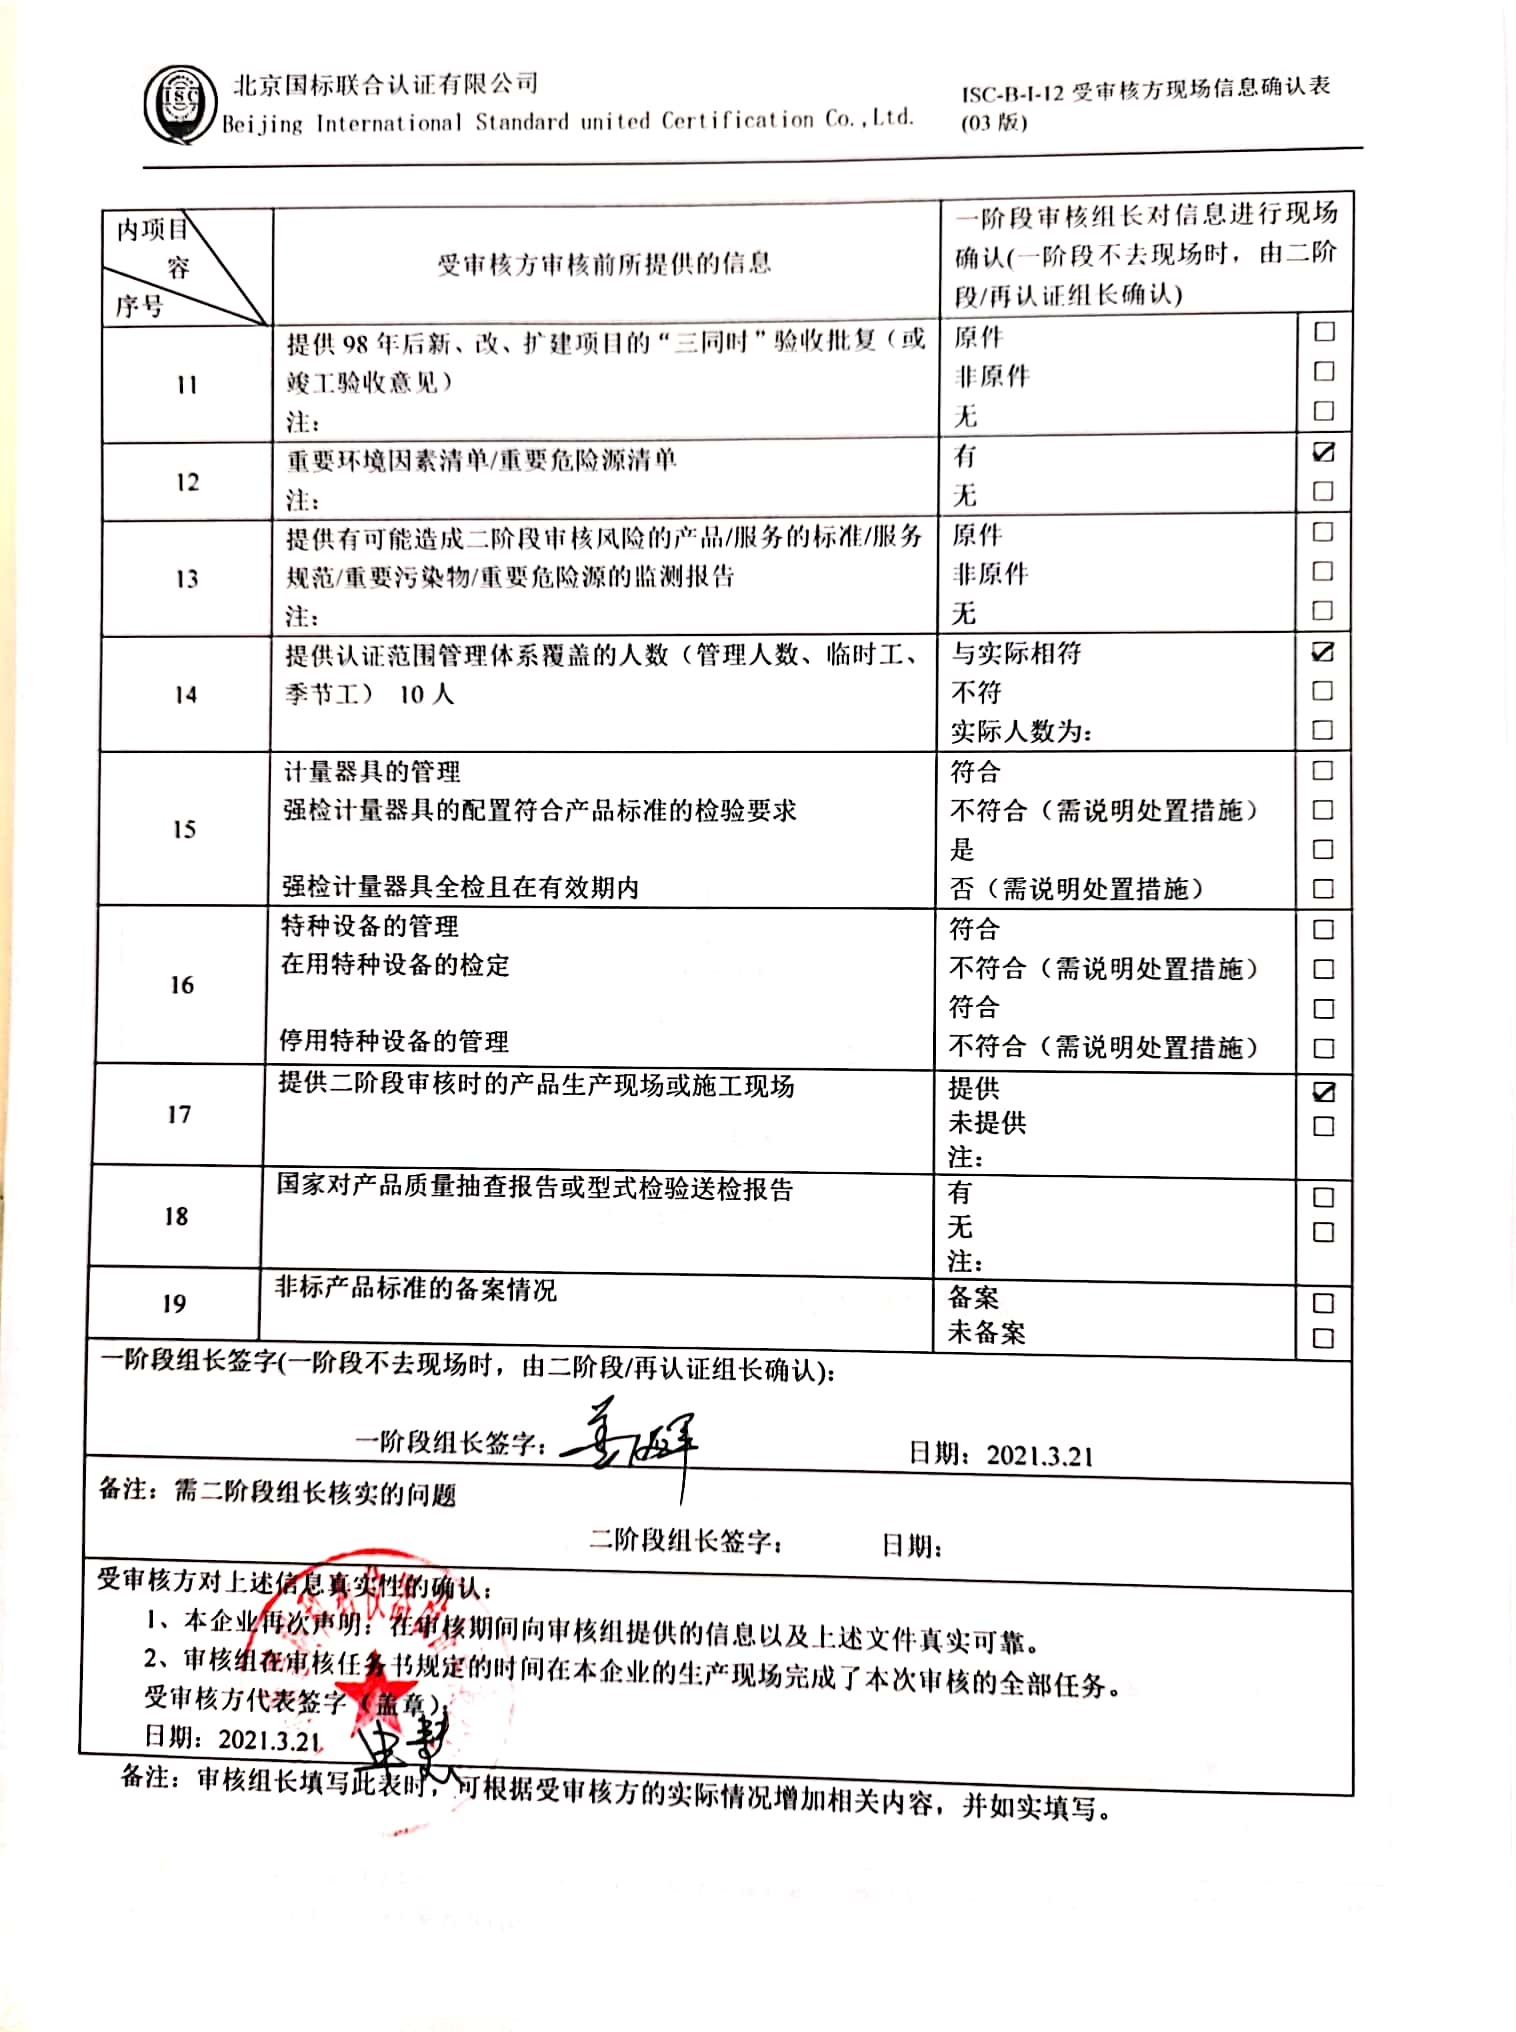 北京国标联合认证有限公司
Beijing International Standard united Certification Co.,Ltd.
ISC-B-I-12 受审核方现场信息确认表
(03 版)
ISC
内项目
容
序号
受审核方审核前所提供的信息
一阶段审核组长对信息进行现场
确认(一阶段不去现场时，由二阶
段/再认证组长确认)
11
提供 98 年后新、改、扩建项目的“三同时”验收批复（或
竣工验收意见）
注：
原件 □
非原件 □
无 □
12
重要环境因素清单/重要危险源清单
注：
有 ☑
无 □
13
提供有可能造成二阶段审核风险的产品/服务的标准/服务
规范/重要污染物/重要危险源的监测报告
注：
原件 □
非原件 □
无 □
14
提供认证范围管理体系覆盖的人数（管理人数、临时工、
季节工） 10 人
与实际相符 ☑
不符 □
实际人数为: □
15
计量器具的管理
强检计量器具的配置符合产品标准的检验要求
强检计量器具全检且在有效期内
符合 □
不符合（需说明处置措施） □
是 □
否（需说明处置措施） □
16
特种设备的管理
在用特种设备的检定
停用特种设备的管理
符合 □
不符合（需说明处置措施） □
符合 □
不符合（需说明处置措施） □
17
提供二阶段审核时的产品生产现场或施工现场
提供 ☑
未提供 □
注：
18
国家对产品质量抽查报告或型式检验送检报告
有 □
无 □
注：
19
非标产品标准的备案情况
备案 □
未备案 □
一阶段组长签字(一阶段不去现场时，由二阶段/再认证组长确认)：
一阶段组长签字：
日期：2021.3.21
备注：需二阶段组长核实的问题
二阶段组长签字； 日期：
受审核方对上述信息真实性的确认：
1、本企业再次声明：在审核期间向审核组提供的信息以及上述文件真实可靠。
2、审核组在审核任务书规定的时间在本企业的生产现场完成了本次审核的全部任务。
受审核方代表签字（盖章）：
日期：2021.3.21
备注：审核组长填写此表时，可根据受审核方的实际情况增加相关内容，并如实填写。